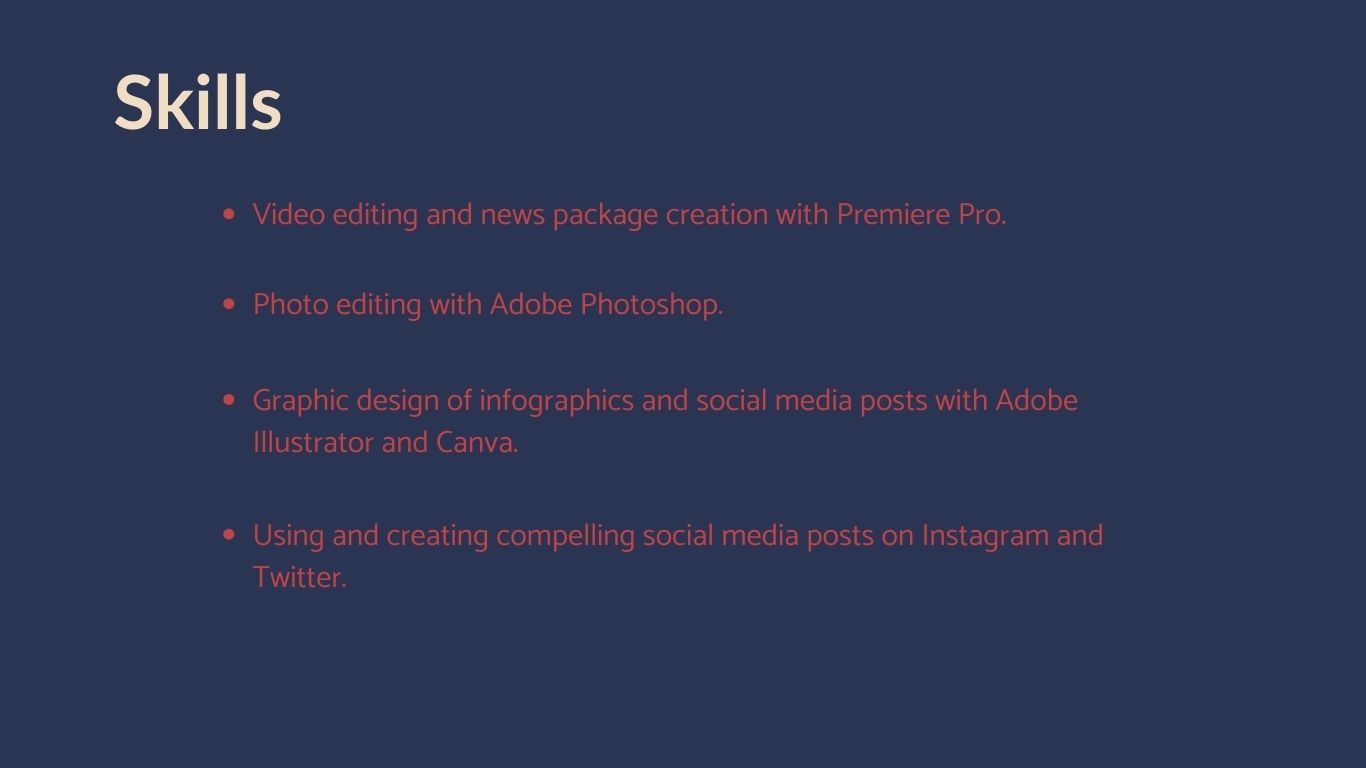 Skills
• Video editing and news package creation with Premiere Pro.
• Photo editing with Adobe Photoshop.
• Graphic design of infographics and social media posts with Adobe
Illustrator and Canva.
• Using and creating compelling social media posts on Instagram and
Twitter.